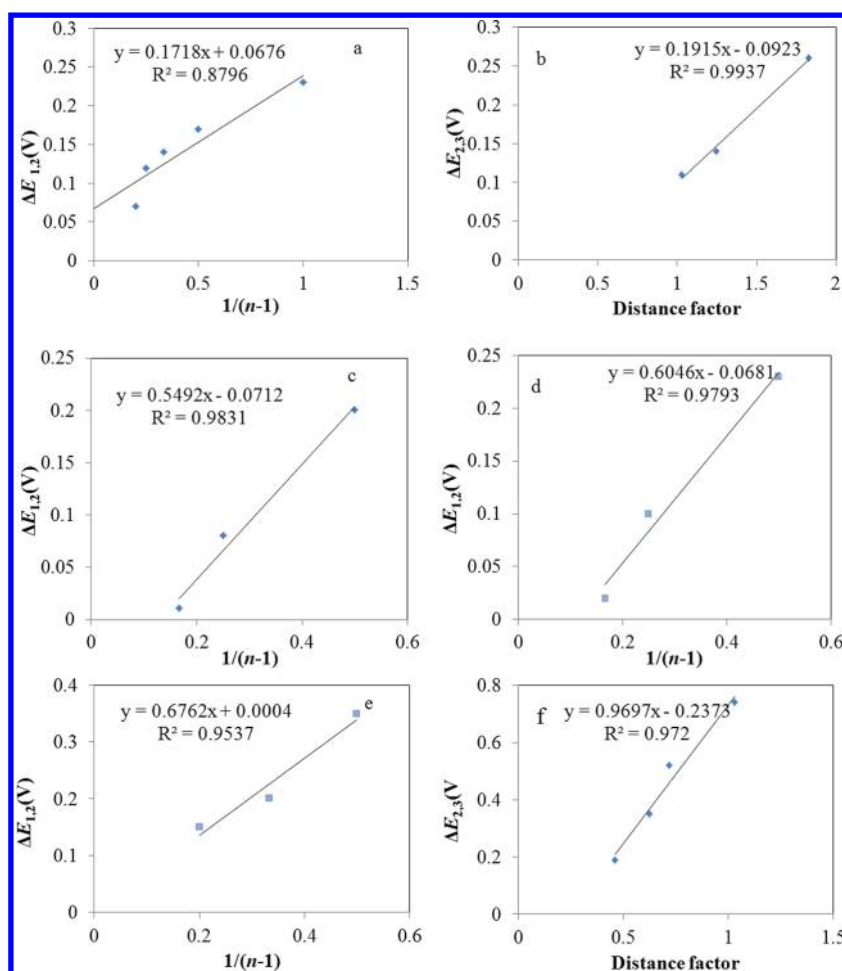 y = 0.1718x + 0.0676
R² = 0.8796
a
0.3
0.25
0.2
0.15
0.1
0.05
0
ΔE 1,2(V)
0 0.5 1 1.5
1/(n-1)
y = 0.1915x - 0.0923
R² = 0.9937
b
0.3
0.25
0.2
0.15
0.1
0.05
0
ΔE2,3(V)
0 0.5 1 1.5 2
Distance factor
y = 0.5492x - 0.0712
R² = 0.9831
c
0.25
0.2
0.15
0.1
0.05
0
ΔE1,2(V)
0 0.2 0.4 0.6
1/(n-1)
y = 0.6046x - 0.0681
R² = 0.9793
d
0.25
0.2
0.15
0.1
0.05
0
ΔE1,2(V)
0 0.2 0.4 0.6
1/(n-1)
y = 0.6762x + 0.0004
R² = 0.9537
e
0.4
0.3
0.2
0.1
0
ΔE1,2(V)
0 0.2 0.4 0.6
1/(n-1)
f
y = 0.9697x - 0.2373
R² = 0.972
0.8
0.6
0.4
0.2
0
ΔE2,3(V
0 0.5 1 1.5
Distance factor